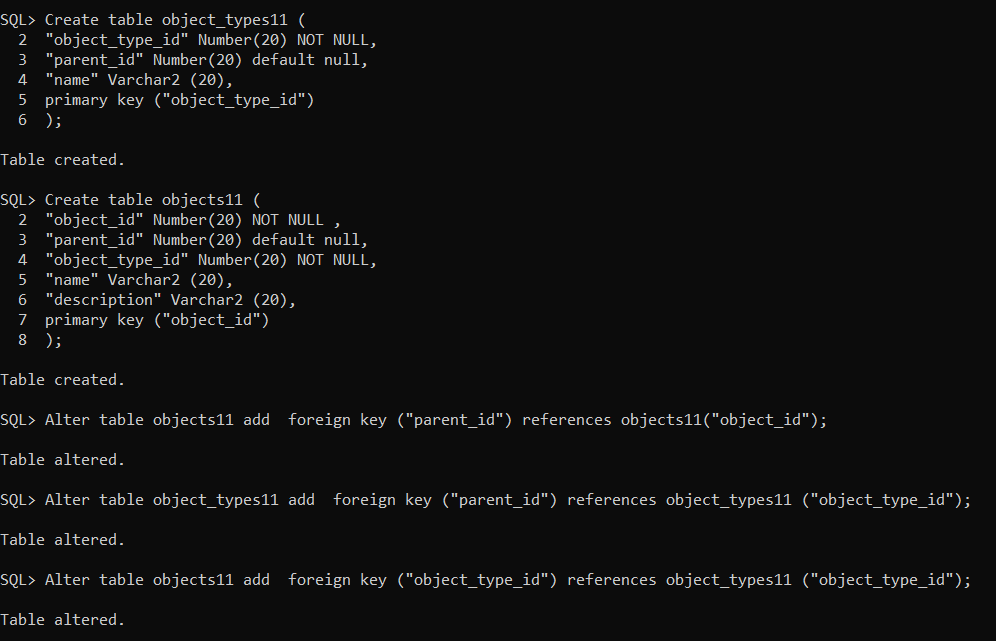 SQL> Create table object_types11 (
  2  "object_type_id" Number(20) NOT NULL,
  3  "parent_id" Number(20) default null,
  4  "name" Varchar2 (20),
  5  primary key ("object_type_id")
  6  );
Table created.
SQL> Create table objects11 (
  2  "object_id" Number(20) NOT NULL ,
  3  "parent_id" Number(20) default null,
  4  "object_type_id" Number(20) NOT NULL,
  5  "name" Varchar2 (20),
  6  "description" Varchar2 (20),
  7  primary key ("object_id")
  8  );
Table created.
SQL> Alter table objects11 add  foreign key ("parent_id") references objects11("object_id");
Table altered.
SQL> Alter table object_types11 add  foreign key ("parent_id") references object_types11 ("object_type_id");
Table altered.
SQL> Alter table objects11 add  foreign key ("object_type_id") references object_types11 ("object_type_id");
Table altered.